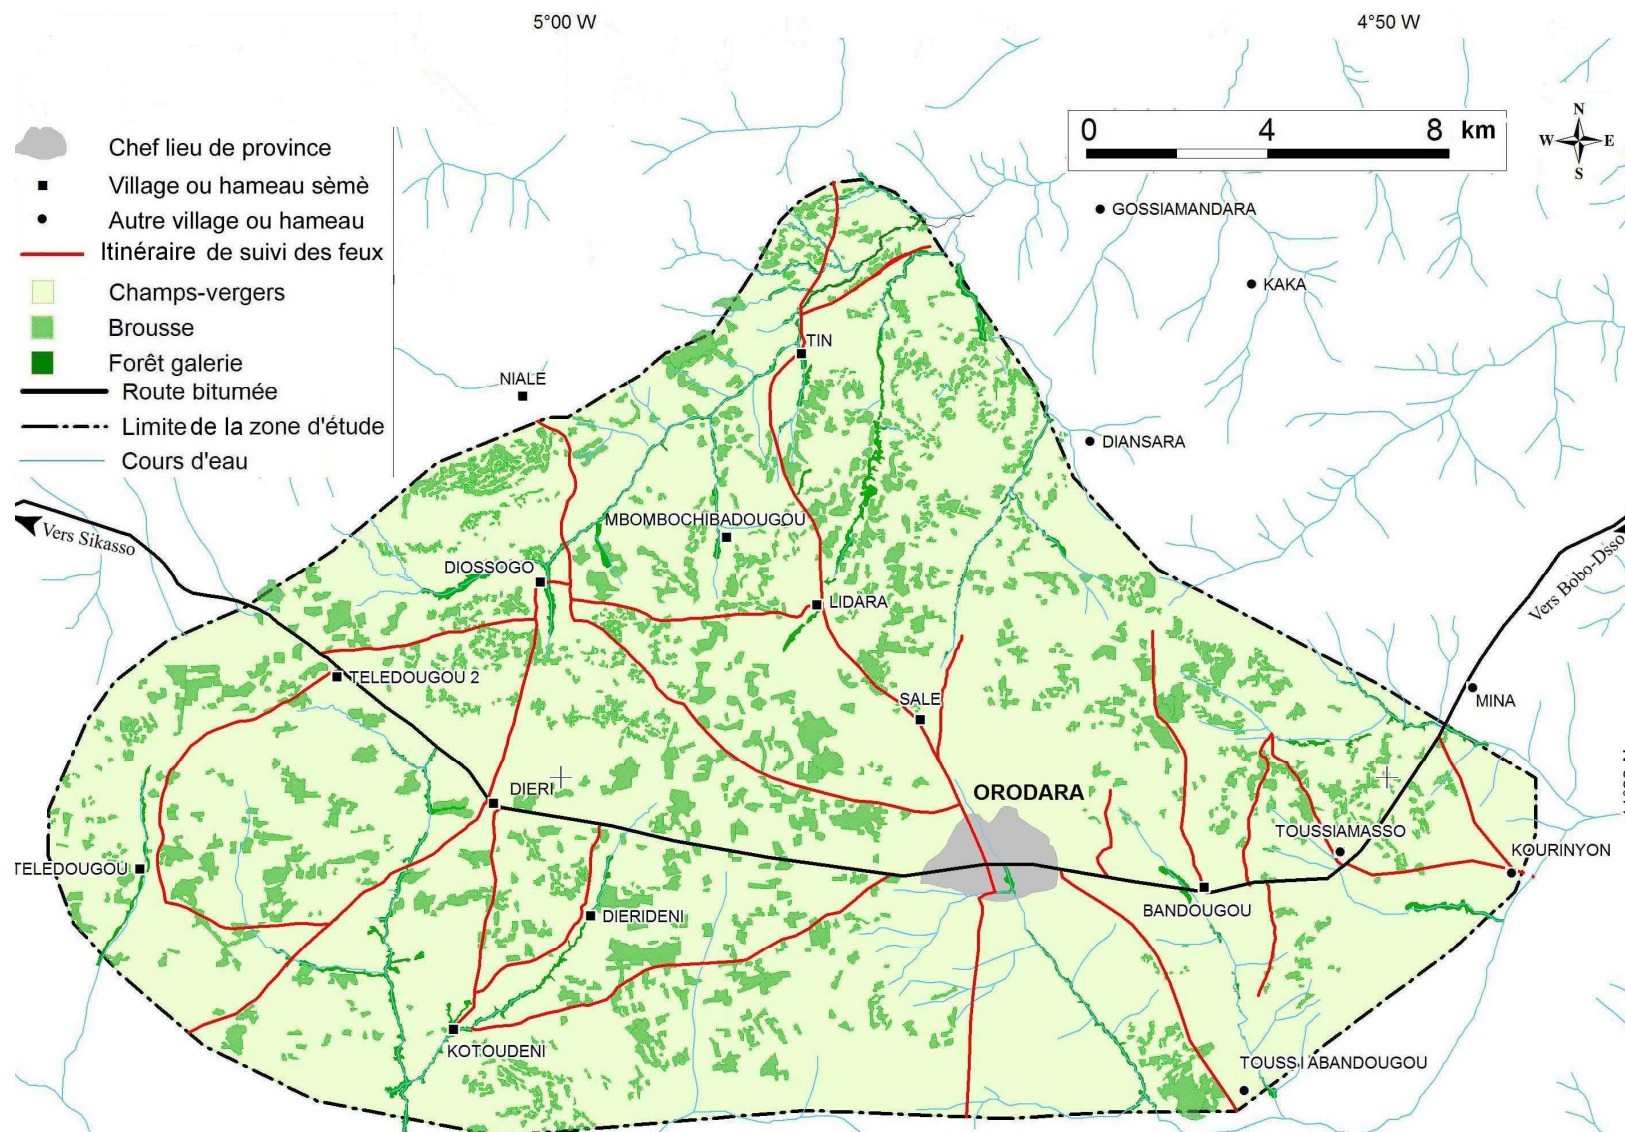 5°00 W
4°50 W
0 4 8 km
N
W E
S
Chef lieu de province
Village ou hameau sèmè
Autre village ou hameau
Itinéraire de suivi des feux
Champs-vergers
Brousse
Forêt galerie
Route bitumée
Limite de la zone d'étude
Cours d'eau
GOSSIAMANDARA
KAKA
TIN
NIALE
DIANSARA
MBOMBOCHIBADOUGOU
Vers Sikasso
Vers Bobo-Dsso
DIOSSOGO
LIDARA
TELEDOUGOU 2
SALE
MINA
DIERI
ORODARA
TOUSSIAMASSO
KOURINYON
TELEDOUGOU
DIERIDENI
BANDOUGOU
KOTOUDENI
TOUSSIABANDOUGOU